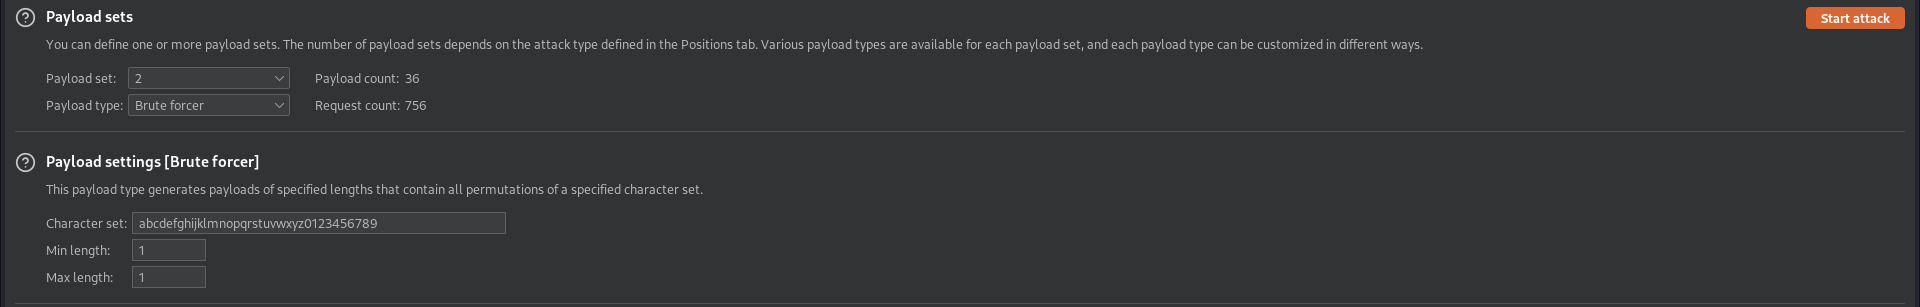 Payload sets
Start attack
You can define one or more payload sets. The number of payload sets depends on the attack type defined in the Positions tab. Various payload types are available for each payload set, and each payload type can be customized in different ways.
Payload set: 2 Payload count: 36
Payload type: Brute forcer Request count: 756
Payload settings [Brute forcer]
This payload type generates payloads of specified lengths that contain all permutations of a specified character set.
Character set: abcdefghijklmnopqrstuvwxyz0123456789
Min length: 1
Max length: 1